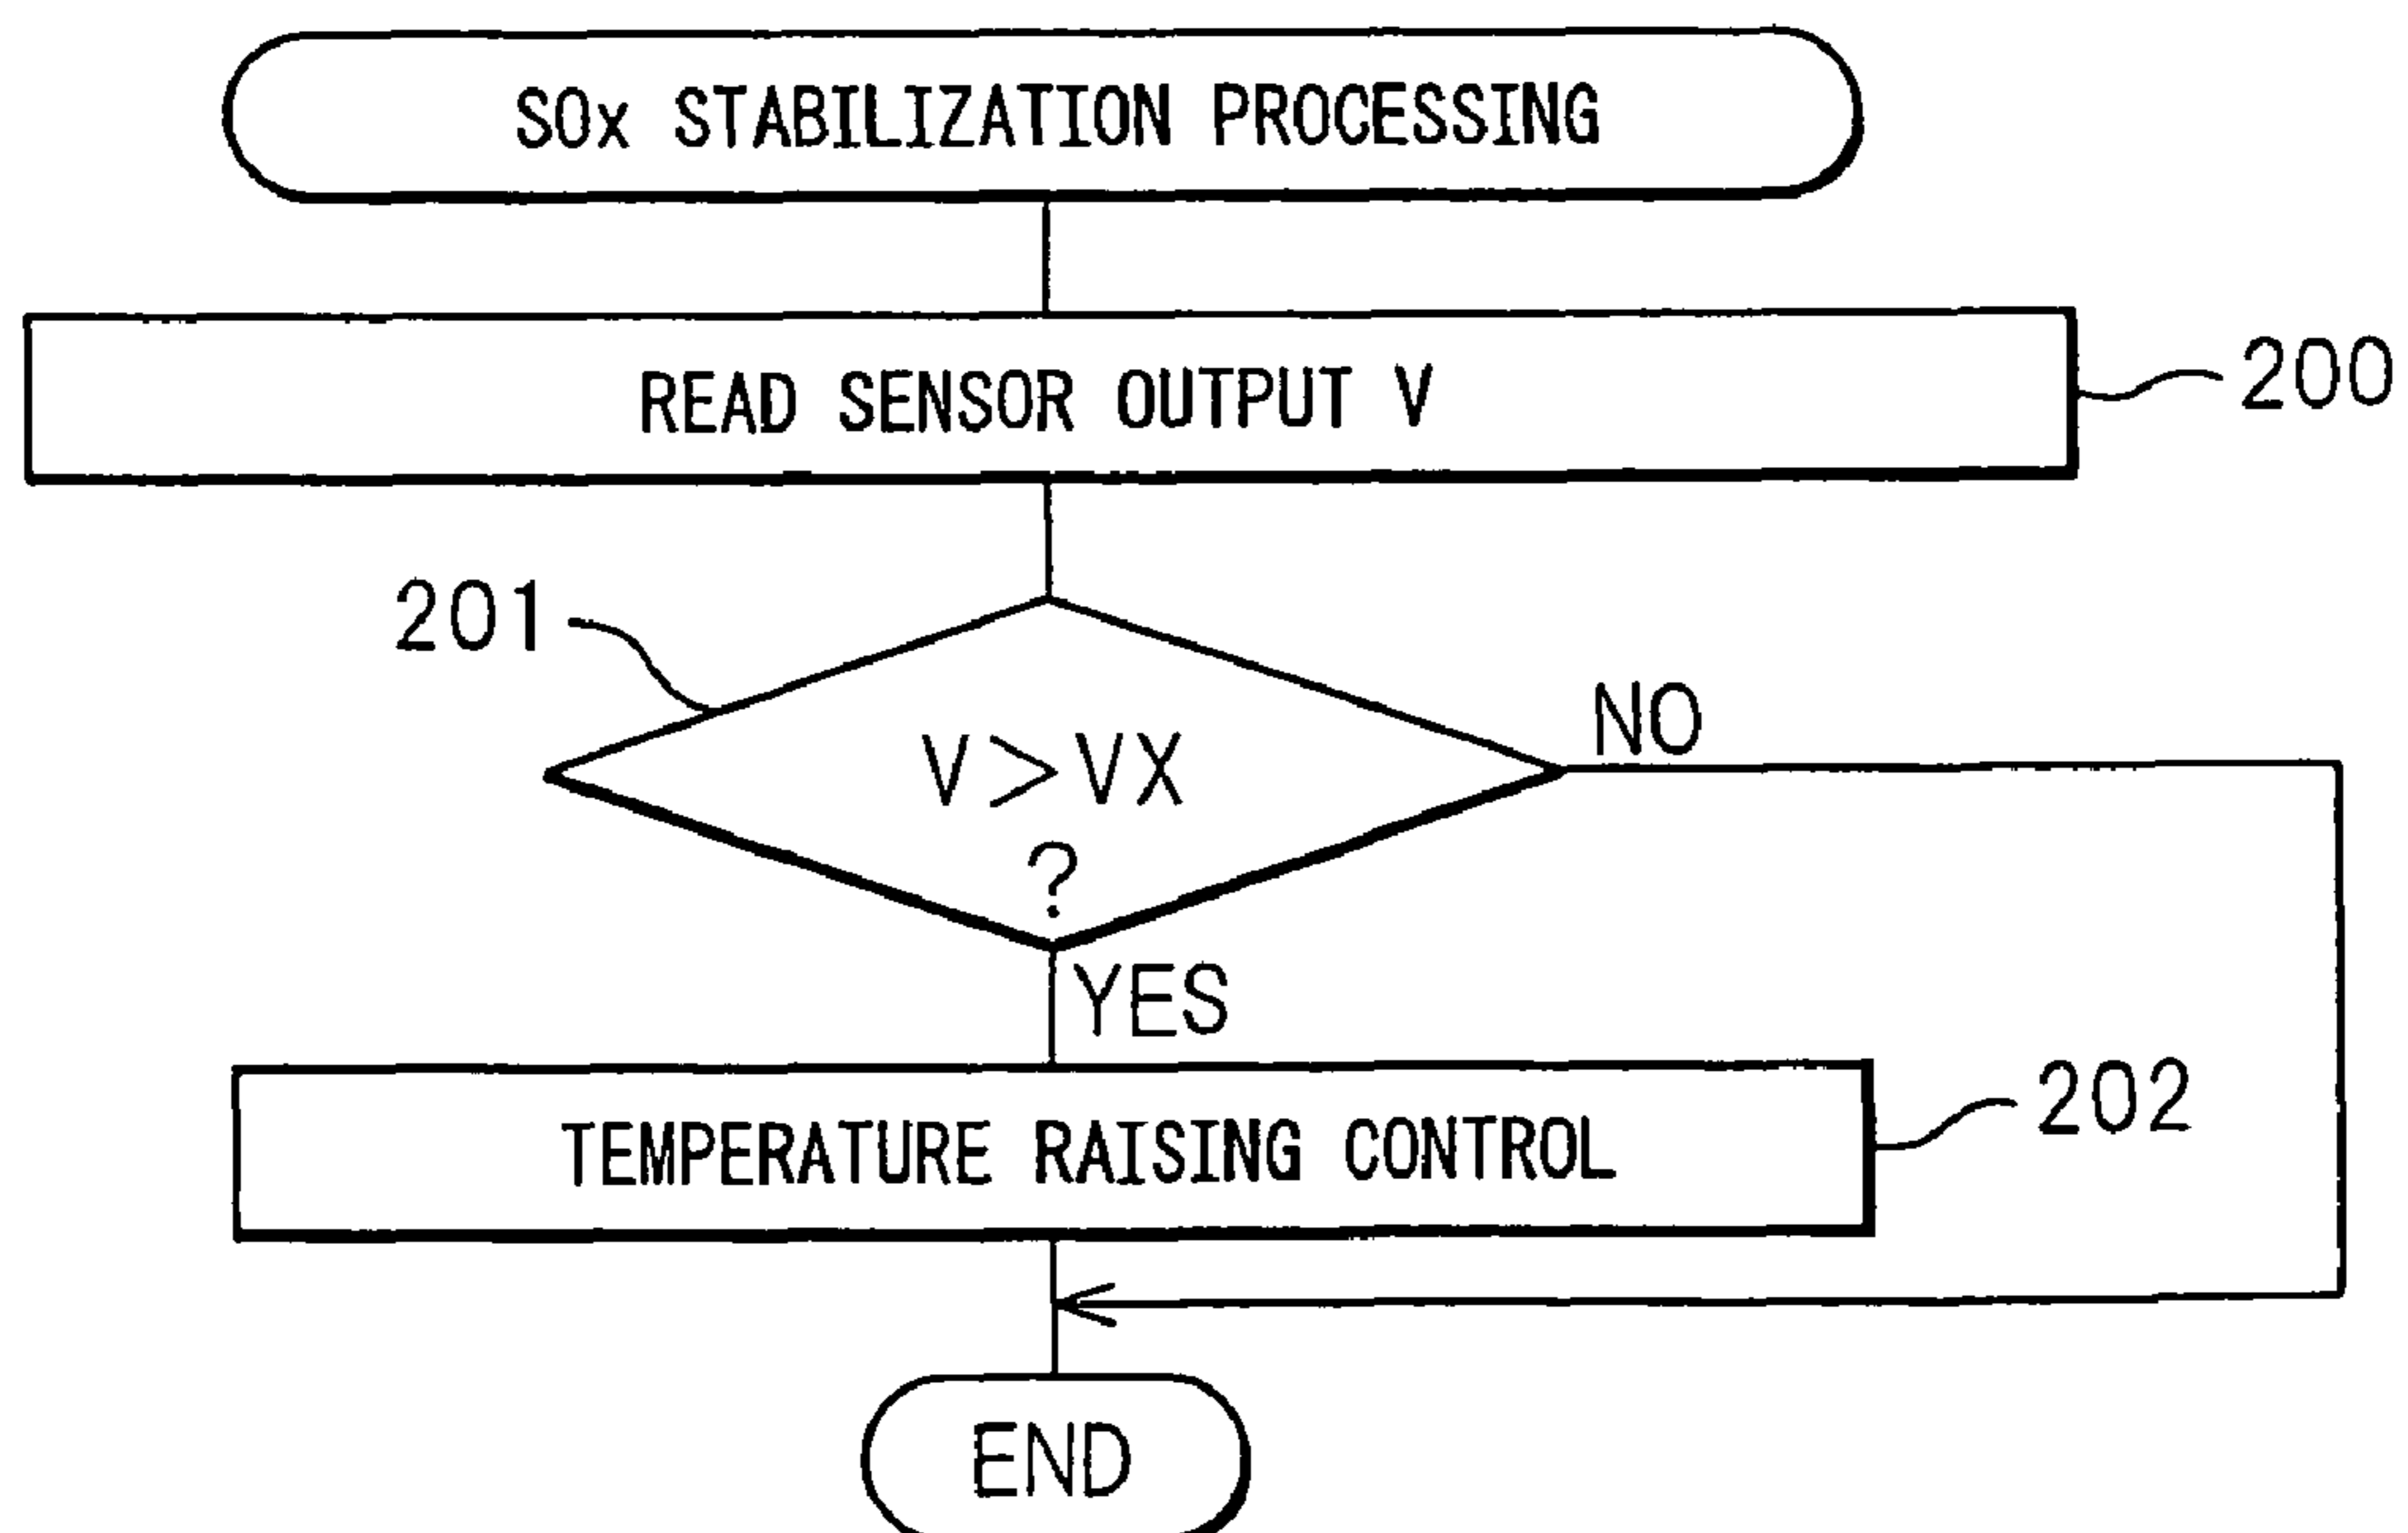 SOx STABILIZATION PROCESSING
READ SENSOR OUTPUT V
200
201
V>VX
?
NO
YES
TEMPERATURE RAISING CONTROL
202
END